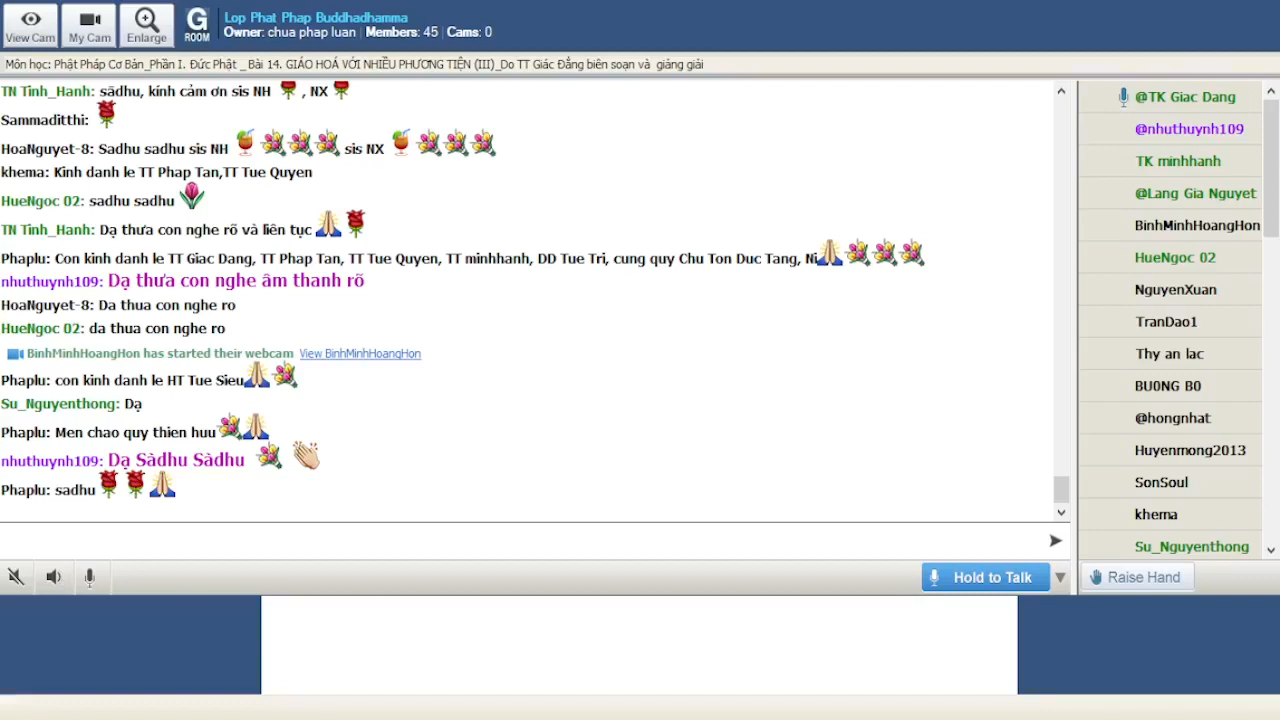 View Cam
My Cam
Enlarge
G ROOM
Lop Phat Phap Buddhadhamma
Owner: chua phap luan | Members: 45 | Cams: 0
Môn học: Phật Pháp Cơ Bản_Phần I. Đức Phật _ Bài 14. GIÁO HOÁ VỚI NHIỀU PHƯƠNG TIỆN (III)_Do TT Giác Đẳng biên soạn và giảng giải
TN Tinh_Hanh: sādhu, kính cảm ơn sis NH , NX
Sammaditthi:
HoaNguyet-8: Sadhu sadhu sis NH sis NX
khema: Kinh danh le TT Phap Tan,TT Tue Quyen
HueNgoc 02: sadhu sadhu
TN Tinh_Hanh: Dạ thưa con nghe rõ và liên tục
Phaplu: Con kinh danh le TT Giac Dang, TT Phap Tan, TT Tue Quyen, TT minhhanh, DD Tue Tri, cung quy Chu Ton Duc Tang, Ni
nhuthuynh109: Dạ thưa con nghe âm thanh rõ
HoaNguyet-8: Da thua con nghe ro
HueNgoc 02: da thua con nghe ro
BinhMinhHoangHon has started their webcam View BinhMinhHoangHon
Phaplu: con kinh danh le HT Tue Sieu
Su_Nguyenthong: Dạ
Phaplu: Men chao quy thien huu
nhuthuynh109: Dạ Sàdhu Sàdhu
Phaplu: sadhu
Hold to Talk
@TK Giac Dang
@nhuthuynh109
TK minhhanh
@Lang Gia Nguyet
BinhMinhHoangHon
HueNgoc 02
NguyenXuan
TranDao1
Thy an lac
BU0NG B0
@hongnhat
Huyenmong2013
SonSoul
khema
Su_Nguyenthong
Raise Hand